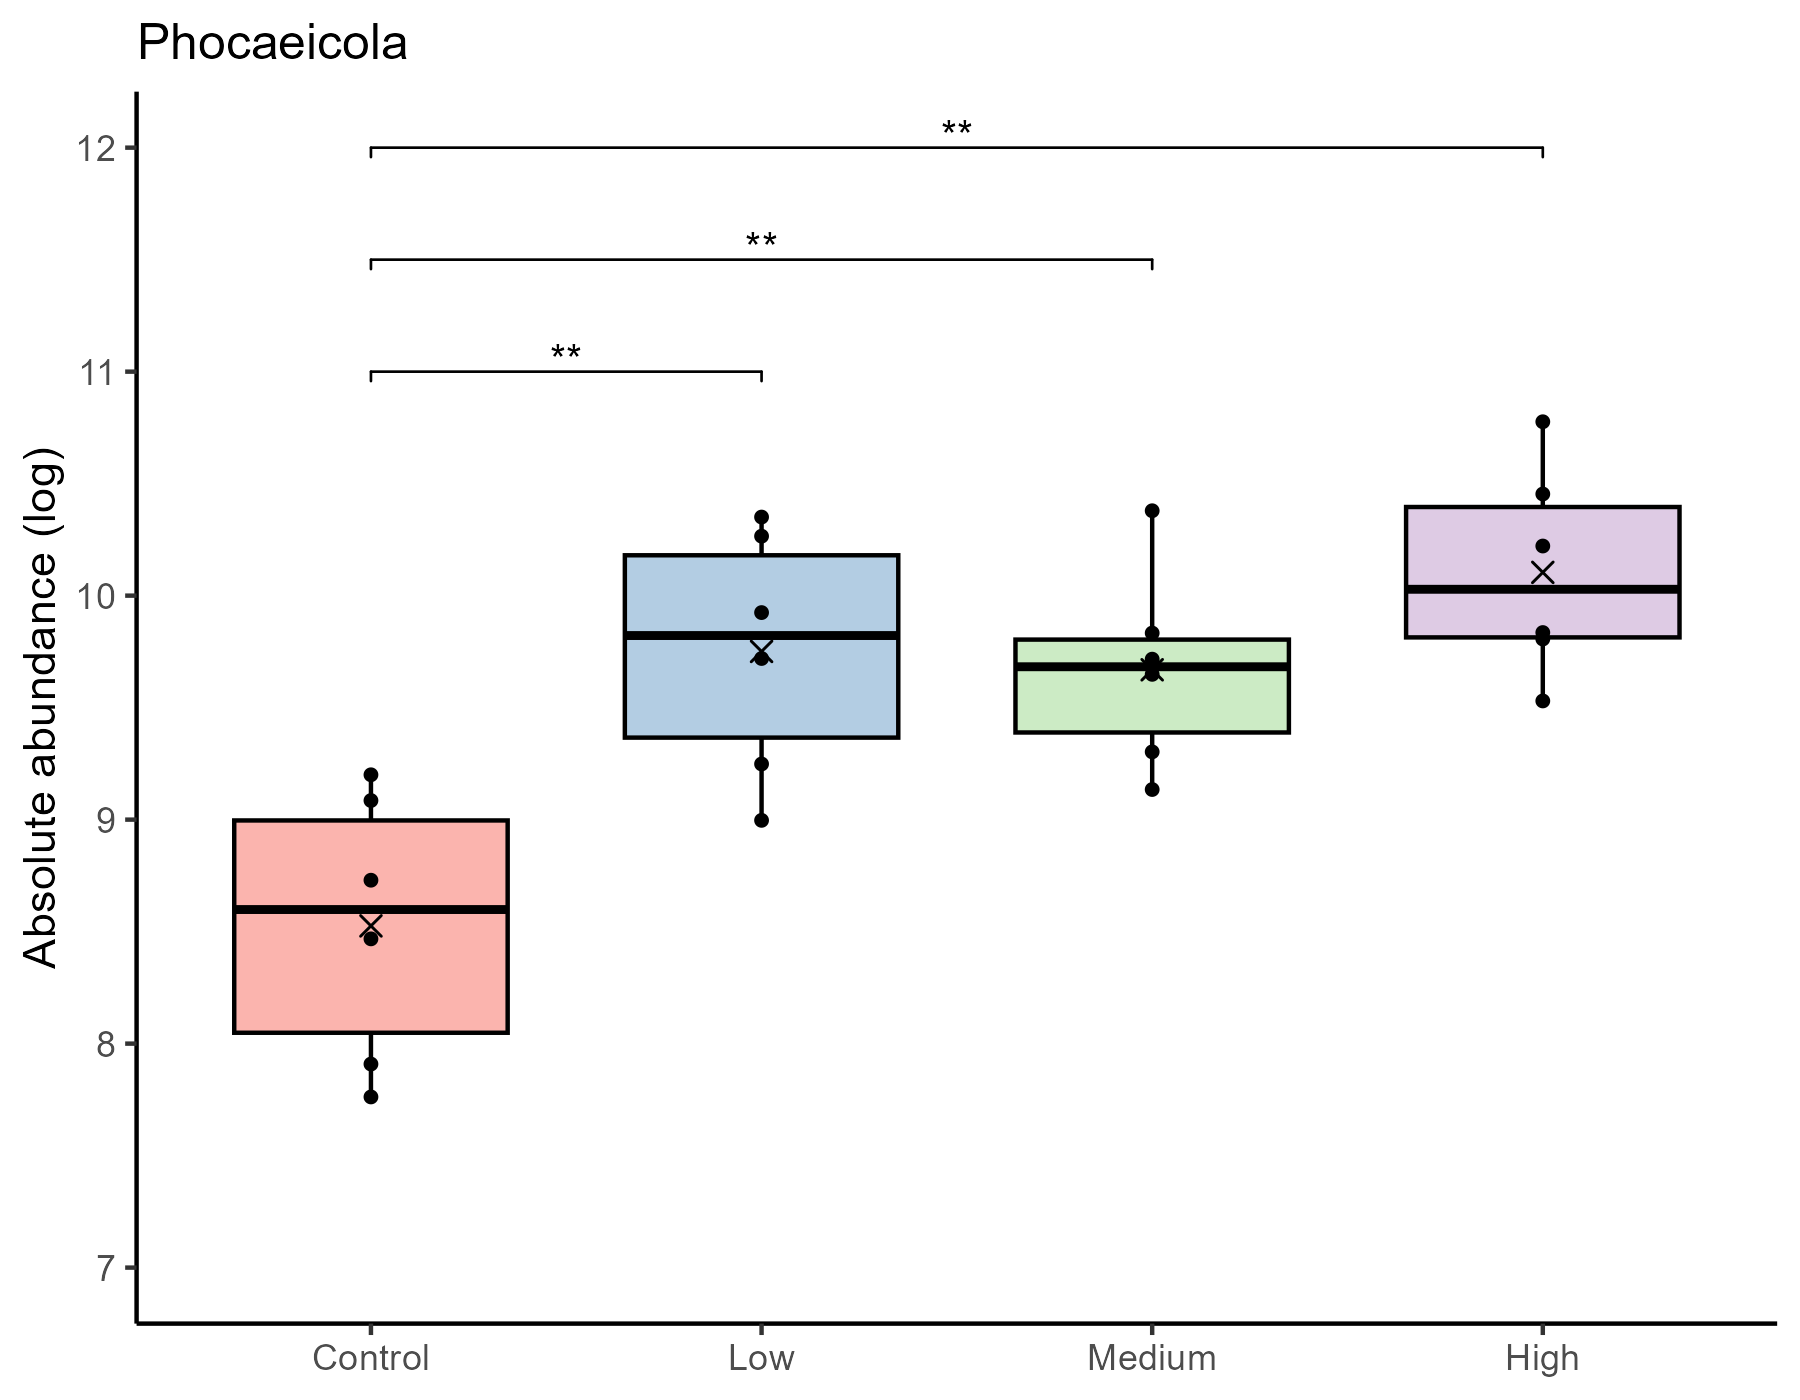 Phocaeicola
Absolute abundance (log)
12
11
10
9
8
7
**
**
**
Control
Low
Medium
High